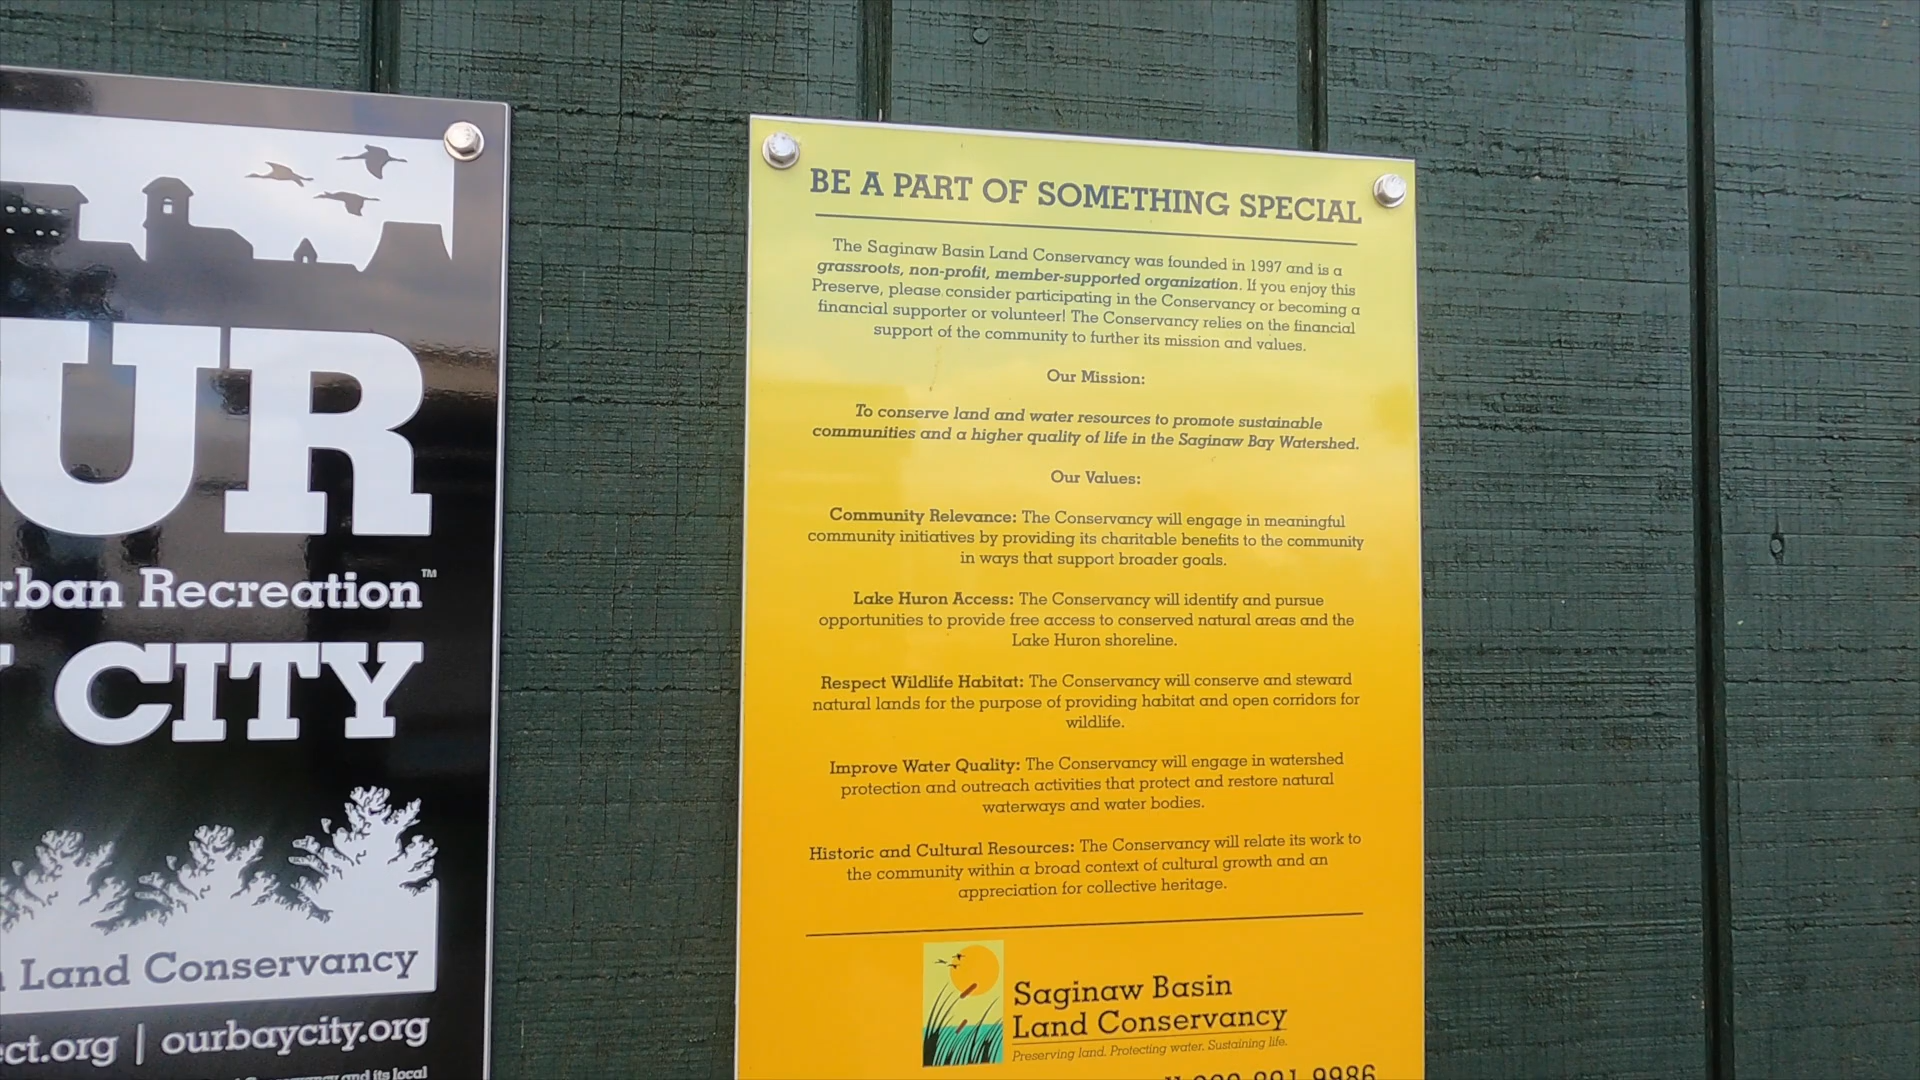 UR
rban Recreation™
CITY
Land Conservancy
ct.org | ourbaycity.org
and its local
BE A PART OF SOMETHING SPECIAL
The Saginaw Basin Land Conservancy was founded in 1997 and is a
grassroots, non-profit, member-supported organization. If you enjoy this
Preserve, please consider participating in the Conservancy or becoming a
financial supporter or volunteer! The Conservancy relies on the financial
support of the community to further its mission and values.
Our Mission:
To conserve land and water resources to promote sustainable
communities and a higher quality of life in the Saginaw Bay Watershed.
Our Values:
Community Relevance: The Conservancy will engage in meaningful
community initiatives by providing its charitable benefits to the community
in ways that support broader goals.
Lake Huron Access: The Conservancy will identify and pursue
opportunities to provide free access to conserved natural areas and the
Lake Huron shoreline.
Respect Wildlife Habitat: The Conservancy will conserve and steward
natural lands for the purpose of providing habitat and open corridors for
wildlife.
Improve Water Quality: The Conservancy will engage in watershed
protection and outreach activities that protect and restore natural
waterways and water bodies.
Historic and Cultural Resources: The Conservancy will relate its work to
the community within a broad context of cultural growth and an
appreciation for collective heritage.
Saginaw Basin
Land Conservancy
Preserving land. Protecting water. Sustaining life.